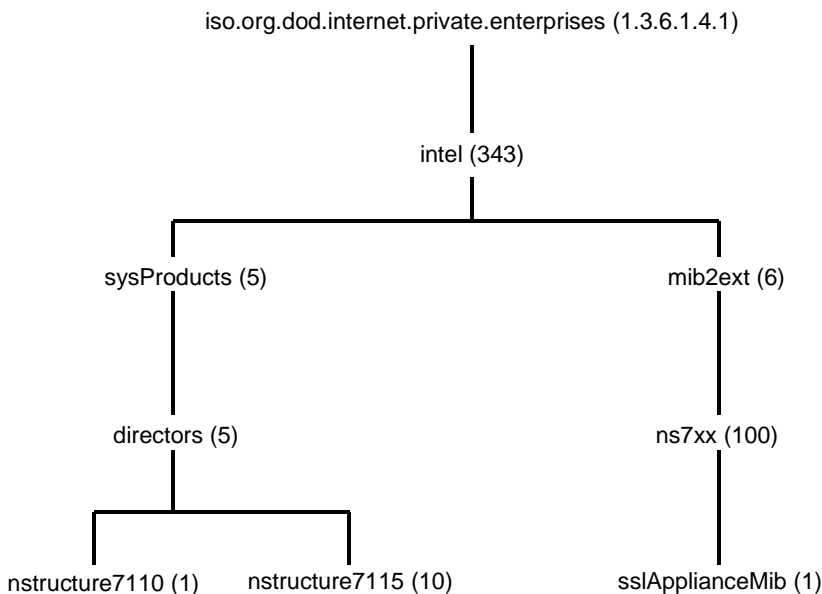 iso.org.dod.internet.private.enterprises (1.3.6.1.4.1)
intel (343)
sysProducts (5)
mib2ext (6)
directors (5)
ns7xx (100)
nstructure7110 (1)
nstructure7115 (10)
sslApplianceMib (1)